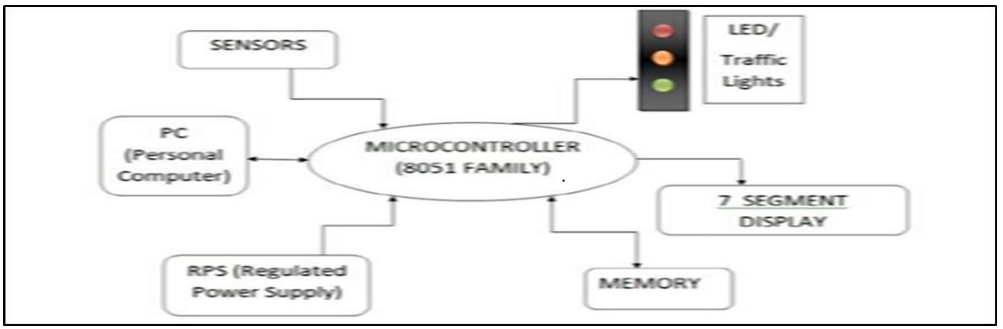 SENSORS
LED/
Traffic
Lights
PC
(Personal
Computer)
MICROCONTROLLER
(8051 FAMILY)
7 SEGMENT
DISPLAY
RPS (Regulated
Power Supply)
MEMORY